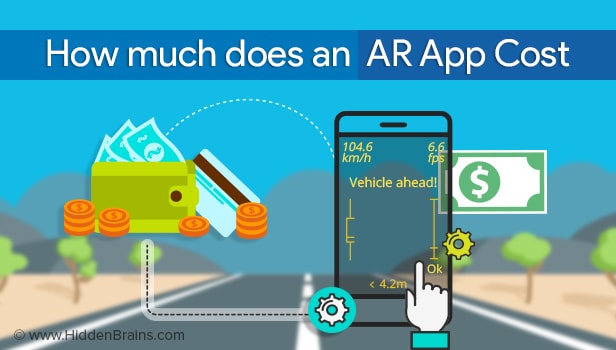 How much does an AR App Cost
104.6 km/h
6.6 fps
Vehicle ahead!
Ok
< 4.2m
© www.HiddenBrains.com